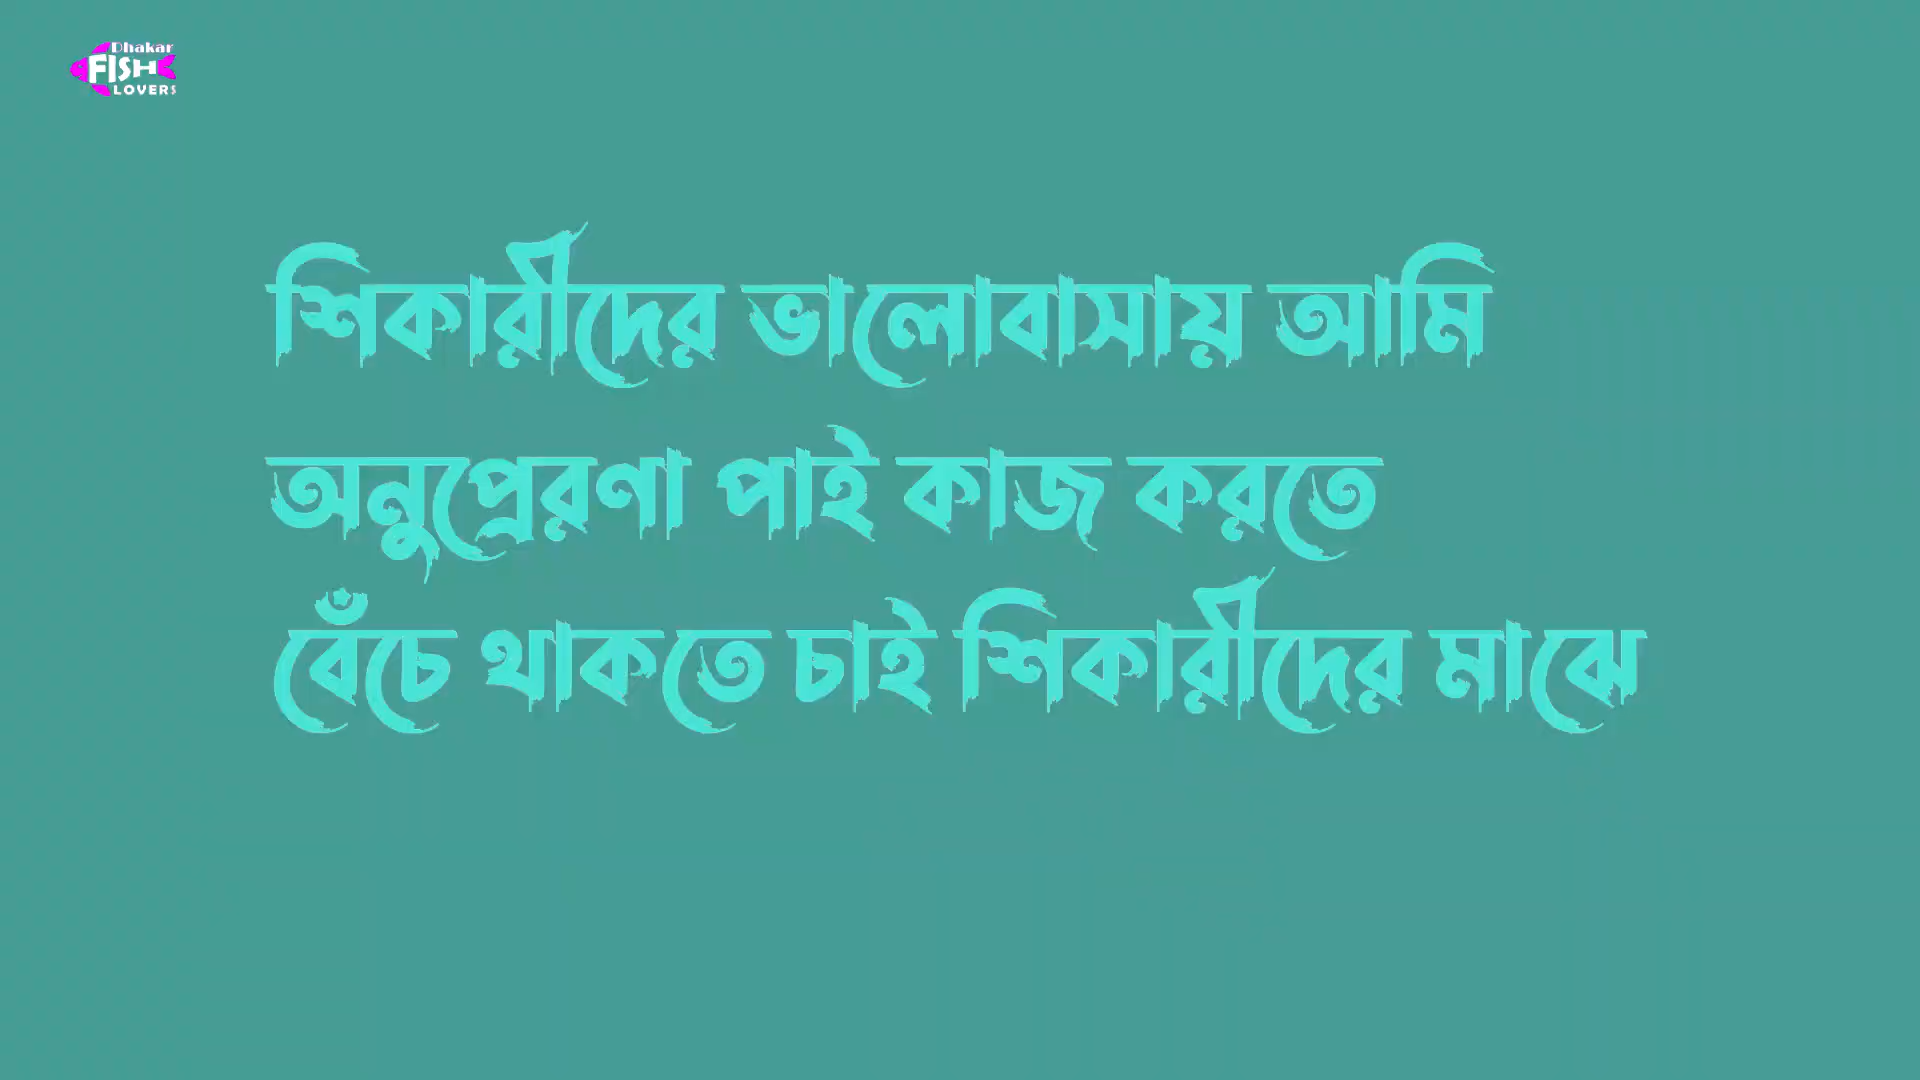 Dhakar
FISH
LOVERS
শিকারীদের ভালোবাসায় আমি
অনুপ্রেরণা পাই কাজ করতে
বেঁচে থাকতে চাই শিকারীদের মাঝে